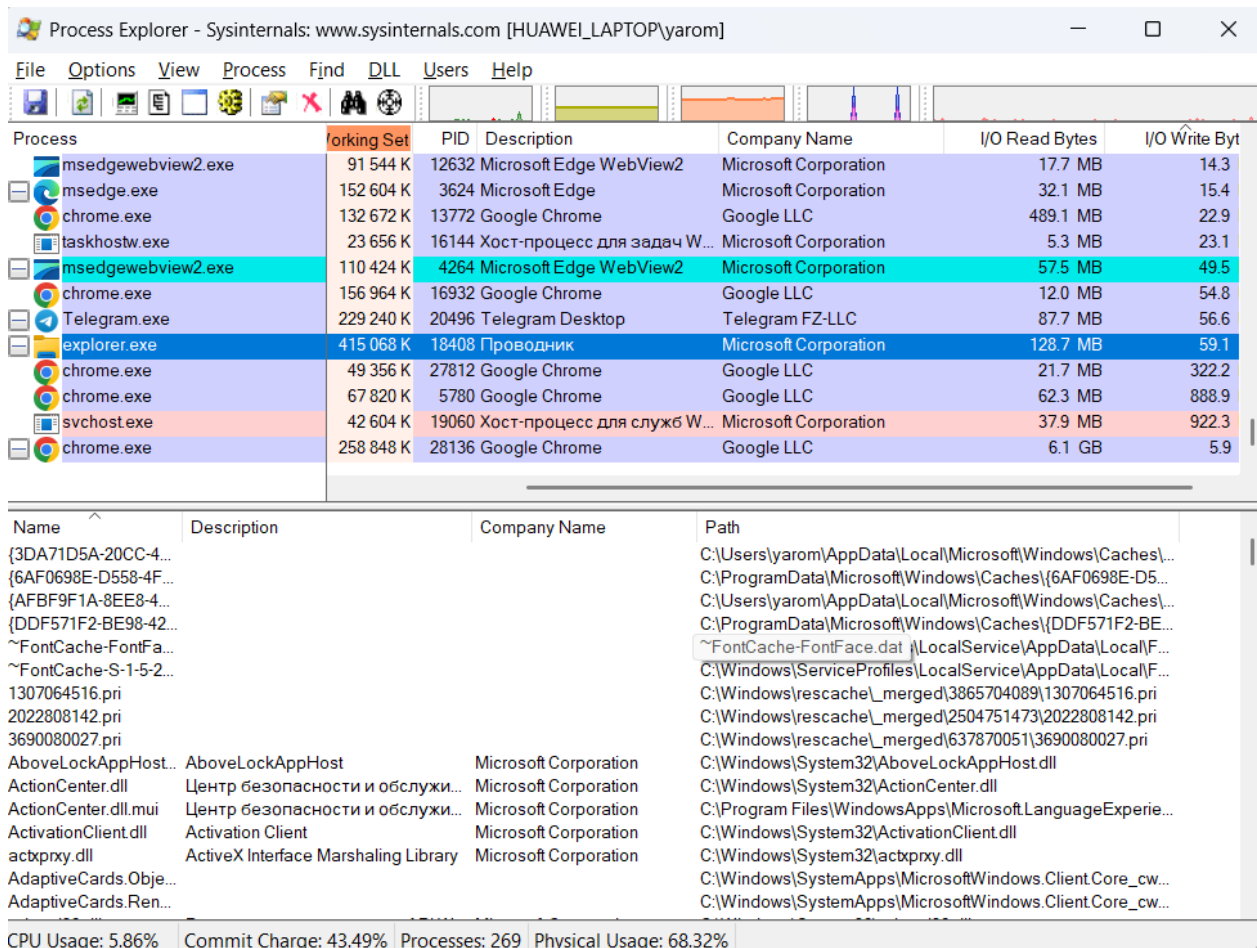 Process Explorer - Sysinternals: www.sysinternals.com [HUAWEI_LAPTOP\yarom]
File Options View Process Find DLL Users Help
Process orking Set PID Description Company Name I/O Read Bytes I/O Write Byt
msedgewebview2.exe 91 544 K 12632 Microsoft Edge WebView2 Microsoft Corporation 17.7 MB 14.3
msedge.exe 152 604 K 3624 Microsoft Edge Microsoft Corporation 32.1 MB 15.4
chrome.exe 132 672 K 13772 Google Chrome Google LLC 489.1 MB 22.9
taskhostw.exe 23 656 K 16144 Хост-процесс для задач W... Microsoft Corporation 5.3 MB 23.1
msedgewebview2.exe 110 424 K 4264 Microsoft Edge WebView2 Microsoft Corporation 57.5 MB 49.5
chrome.exe 156 964 K 16932 Google Chrome Google LLC 12.0 MB 54.8
Telegram.exe 229 240 K 20496 Telegram Desktop Telegram FZ-LLC 87.7 MB 56.6
explorer.exe 415 068 K 18408 Проводник Microsoft Corporation 128.7 MB 59.1
chrome.exe 49 356 K 27812 Google Chrome Google LLC 21.7 MB 322.2
chrome.exe 67 820 K 5780 Google Chrome Google LLC 62.3 MB 888.9
svchost.exe 42 604 K 19060 Хост-процесс для служб W... Microsoft Corporation 37.9 MB 922.3
chrome.exe 258 848 K 28136 Google Chrome Google LLC 6.1 GB 5.9
Name Description Company Name Path
{3DA71D5A-20CC-4... C:\Users\yarom\AppData\Local\Microsoft\Windows\Caches\...
{6AF0698E-D558-4F... C:\ProgramData\Microsoft\Windows\Caches\{6AF0698E-D5...
{AFBF9F1A-8EE8-4... C:\Users\yarom\AppData\Local\Microsoft\Windows\Caches\...
{DDF571F2-BE98-42... C:\ProgramData\Microsoft\Windows\Caches\{DDF571F2-BE...
~FontCache-FontFa... ~FontCache-FontFace.dat \LocalService\AppData\Local\F...
~FontCache-S-1-5-2... C:\Windows\ServiceProfiles\LocalService\AppData\Local\F...
1307064516.pri C:\Windows\rescache\_merged\3865704089\1307064516.pri
2022808142.pri C:\Windows\rescache\_merged\2504751473\2022808142.pri
3690080027.pri C:\Windows\rescache\_merged\637870051\3690080027.pri
AboveLockAppHost... AboveLockAppHost Microsoft Corporation C:\Windows\System32\AboveLockAppHost.dll
ActionCenter.dll Центр безопасности и обслужи... Microsoft Corporation C:\Windows\System32\ActionCenter.dll
ActionCenter.dll.mui Центр безопасности и обслужи... Microsoft Corporation C:\Program Files\WindowsApps\Microsoft.LanguageExperie...
ActivationClient.dll Activation Client Microsoft Corporation C:\Windows\System32\ActivationClient.dll
actxprxy.dll ActiveX Interface Marshaling Library Microsoft Corporation C:\Windows\System32\actxprxy.dll
AdaptiveCards.Obje... C:\Windows\SystemApps\MicrosoftWindows.Client.Core_cw...
AdaptiveCards.Ren... C:\Windows\SystemApps\MicrosoftWindows.Client.Core_cw...
CPU Usage: 5.86% Commit Charge: 43.49% Processes: 269 Physical Usage: 68.32%